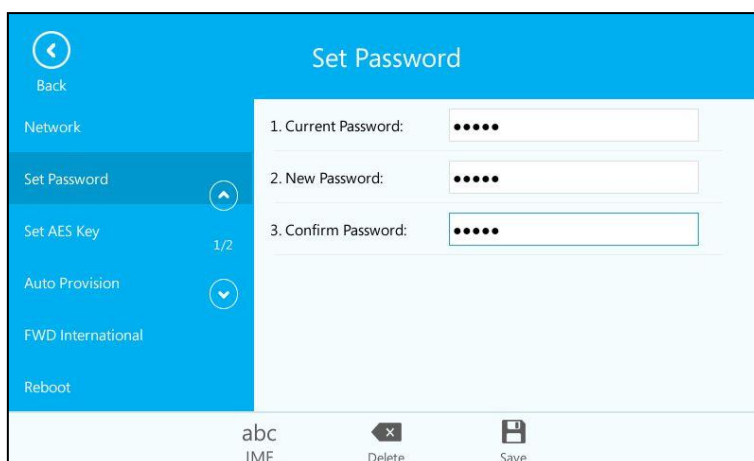 Set Password
Back
Network
Set Password
Set AES Key
1/2
Auto Provision
FWD International
Reboot
1. Current Password:
•••••
2. New Password:
•••••
3. Confirm Password:
•••••
abc
IME
Delete
Save